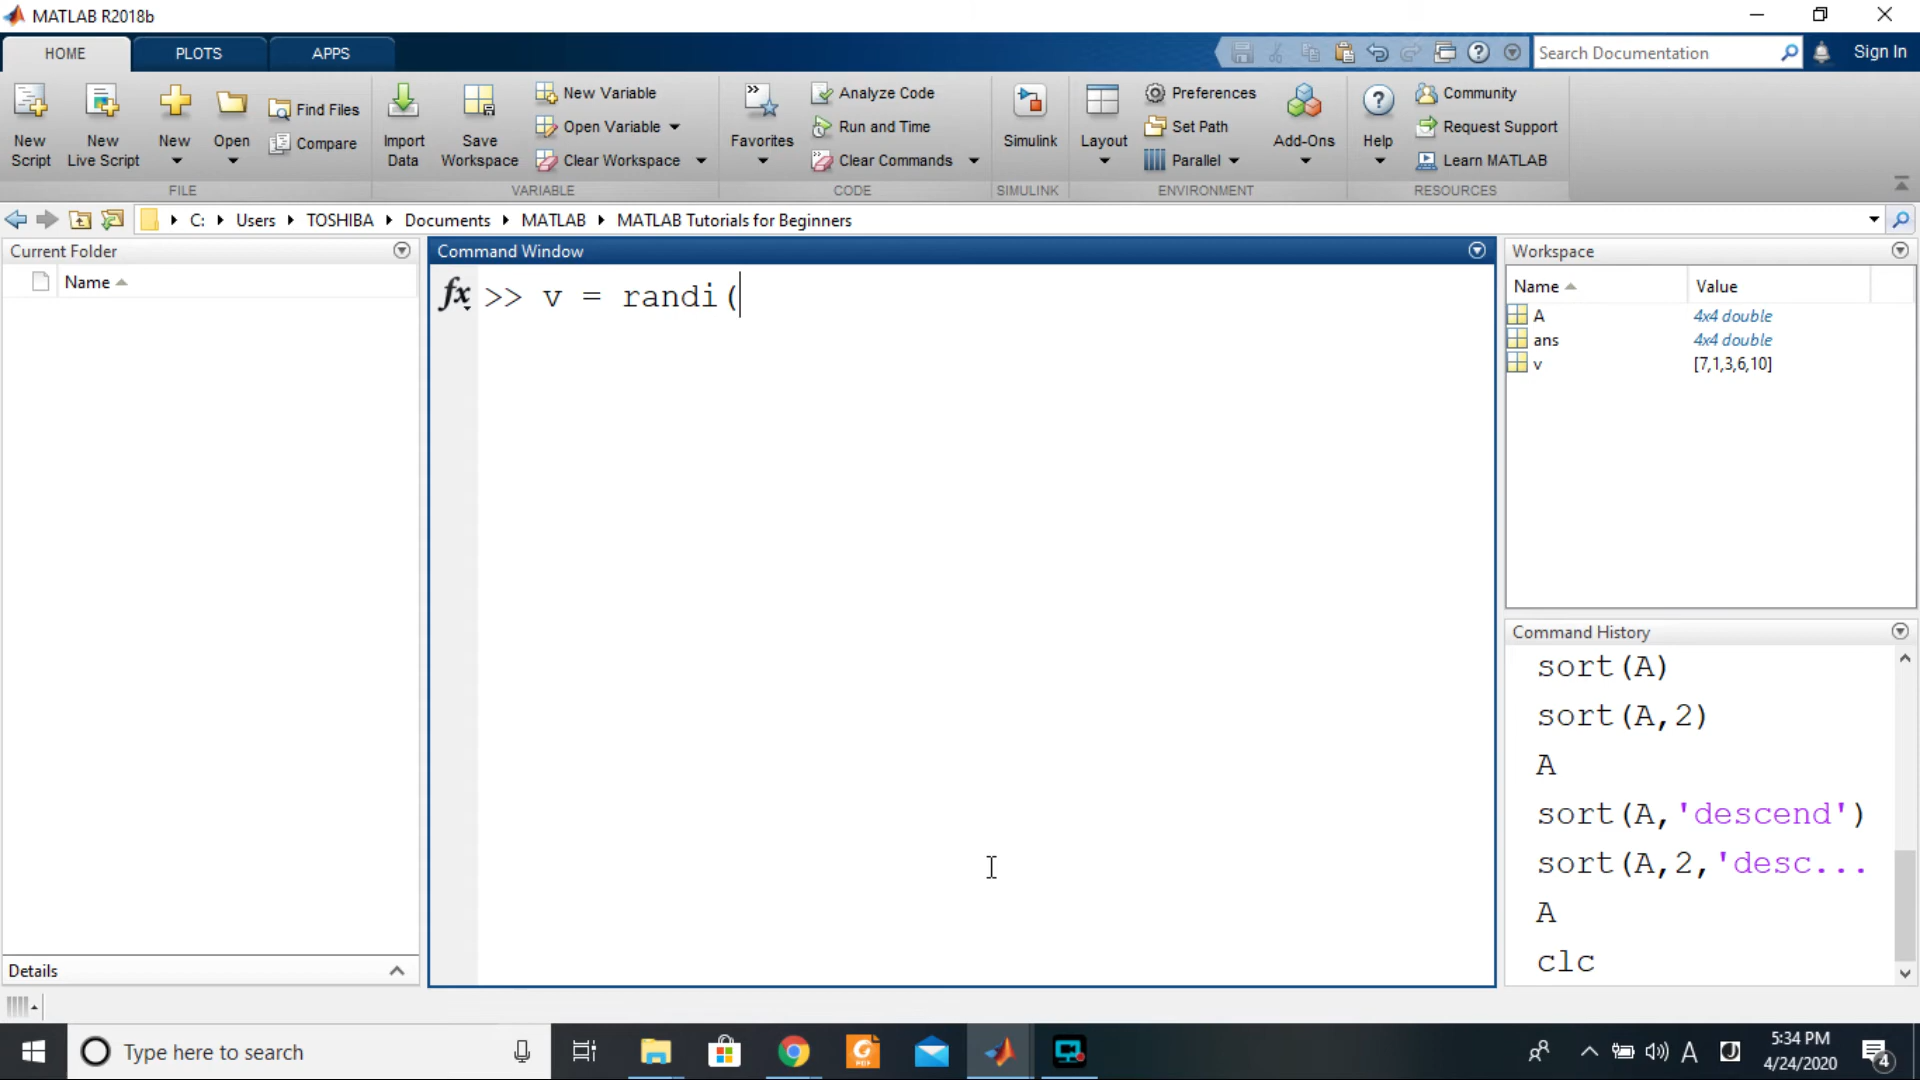 MATLAB R2018b
HOME PLOTS APPS
Search Documentation Sign In
New Script
New Live Script
New
Open
Find Files
Compare
FILE
Import Data
Save Workspace
New Variable
Open Variable
Clear Workspace
VARIABLE
Favorites
Analyze Code
Run and Time
Clear Commands
CODE
Simulink
SIMULINK
Layout
Preferences
Set Path
Parallel
Add-Ons
ENVIRONMENT
Help
Community
Request Support
Learn MATLAB
RESOURCES
C: Users TOSHIBA Documents MATLAB MATLAB Tutorials for Beginners
Current Folder
Name
Details
Command Window
fx >> v = randi(
Workspace
Name Value
A 4x4 double
ans 4x4 double
v [7,1,3,6,10]
Command History
sort(A)
sort(A,2)
A
sort(A,'descend')
sort(A,2,'desc...
A
clc
Type here to search
PDF
A
5:34 PM
4/24/2020
4